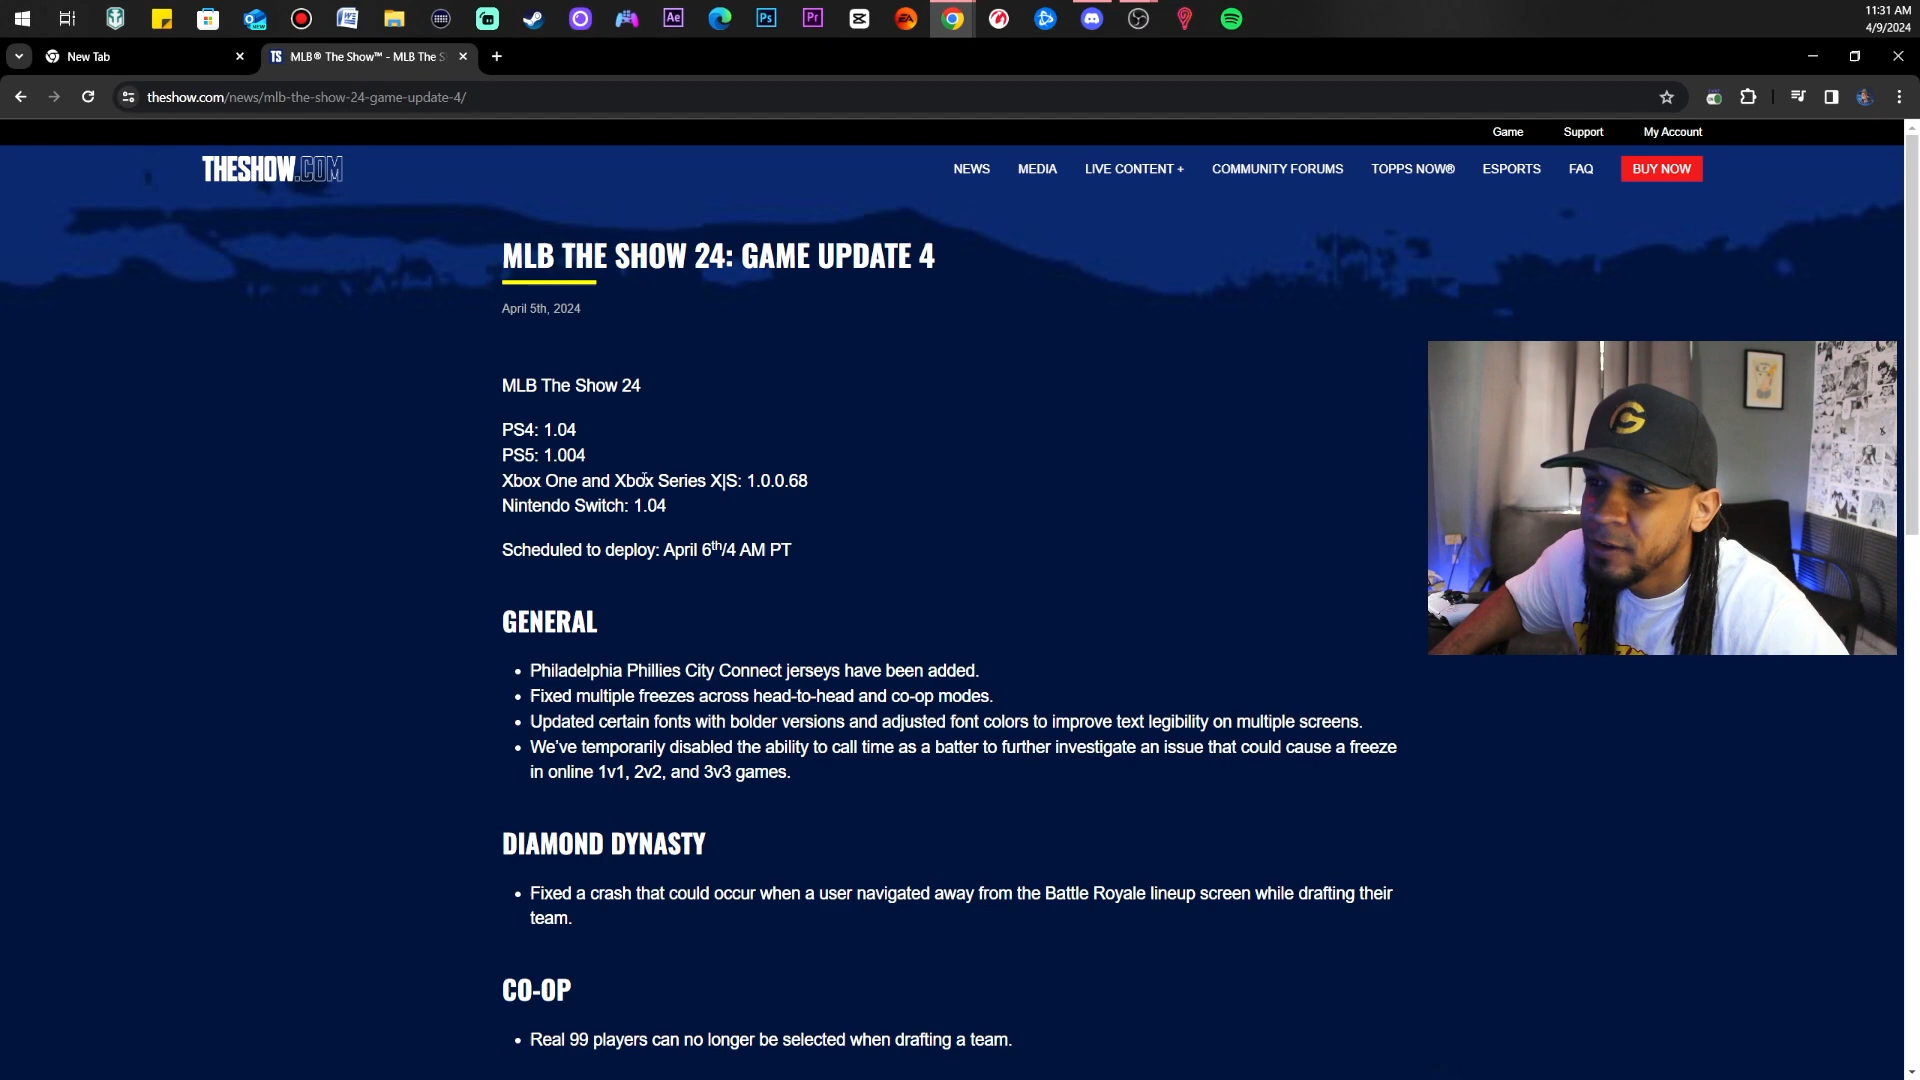 11:31 AM
4/9/2024
New Tab
TS MLB® The Show™ - MLB The S
theshow.com/news/mlb-the-show-24-game-update-4/
Game Support My Account
THESHOW.COM
NEWS MEDIA LIVE CONTENT + COMMUNITY FORUMS TOPPS NOW® ESPORTS FAQ BUY NOW
MLB THE SHOW 24: GAME UPDATE 4
April 5th, 2024
MLB The Show 24
PS4: 1.04
PS5: 1.004
Xbox One and Xbox Series X|S: 1.0.0.68
Nintendo Switch: 1.04
Scheduled to deploy: April 6th/4 AM PT
GENERAL
• Philadelphia Phillies City Connect jerseys have been added.
• Fixed multiple freezes across head-to-head and co-op modes.
• Updated certain fonts with bolder versions and adjusted font colors to improve text legibility on multiple screens.
• We've temporarily disabled the ability to call time as a batter to further investigate an issue that could cause a freeze
in online 1v1, 2v2, and 3v3 games.
DIAMOND DYNASTY
• Fixed a crash that could occur when a user navigated away from the Battle Royale lineup screen while drafting their
team.
CO-OP
• Real 99 players can no longer be selected when drafting a team.